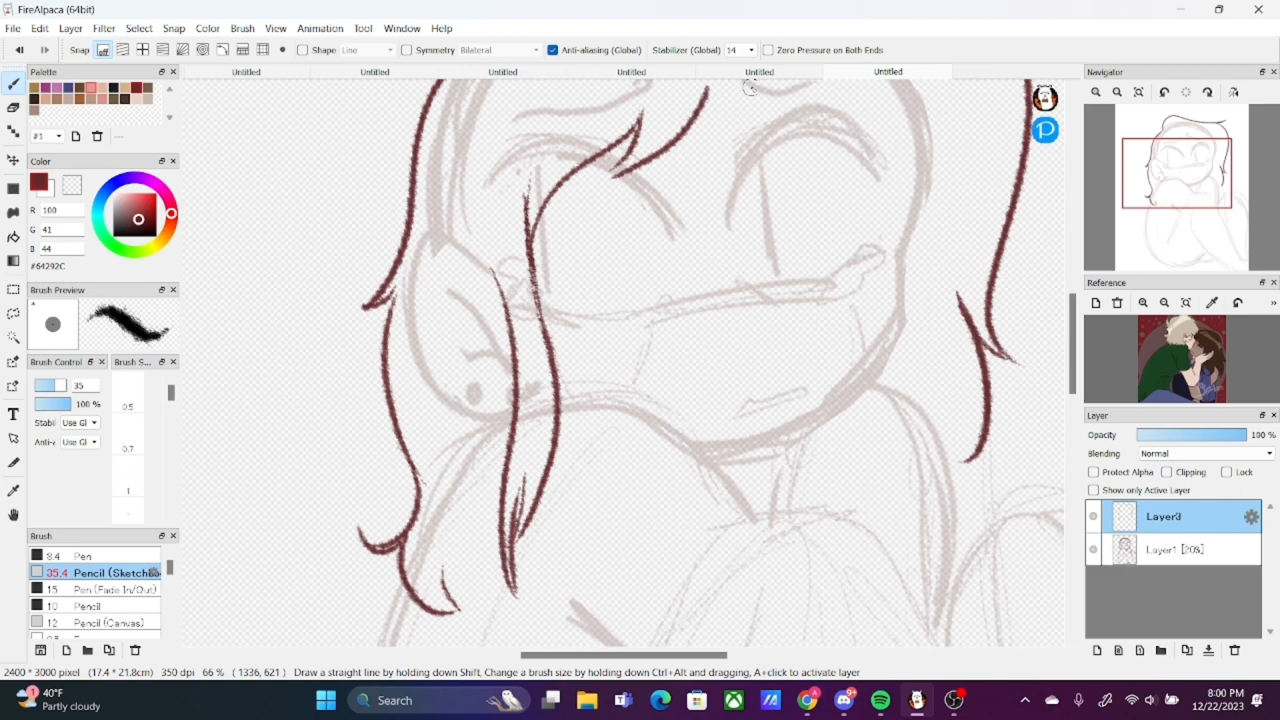 FireAlpaca (64bit)
File Edit Layer Filter Select Snap Color Brush View Animation Tool Window Help
Snap Shape Line Symmetry Bilateral Anti-aliasing (Global) Stabilizer (Global) 14 Zero Pressure on Both Ends
Palette
Untitled Untitled Untitled Untitled Untitled Untitled
Navigator
#1
Color
R 100
G 41
B 44
#64292C
Brush Preview
Reference
Brush Control Brush S...
35
100 %
Stabil Use Gl
Anti-a Use Gl
0.5
0.7
1
Layer
Opacity 100 %
Blending Normal
Protect Alpha Clipping Lock
Show only Active Layer
Layer3
Layer1 [20%]
Brush
8.4 Pen
35.4 Pencil (Sketchbo
15 Pen (Fade In/Out)
10 Pencil
12 Pencil (Canvas)
2400 * 3000 pixel (17.4 * 21.8cm) 350 dpi 66 % ( 1336, 621 ) Draw a straight line by holding down Shift, Change a brush size by holding down Ctrl+Alt and dragging, A+click to activate layer
1
40°F
Partly cloudy
Search
8:00 PM
12/22/2023